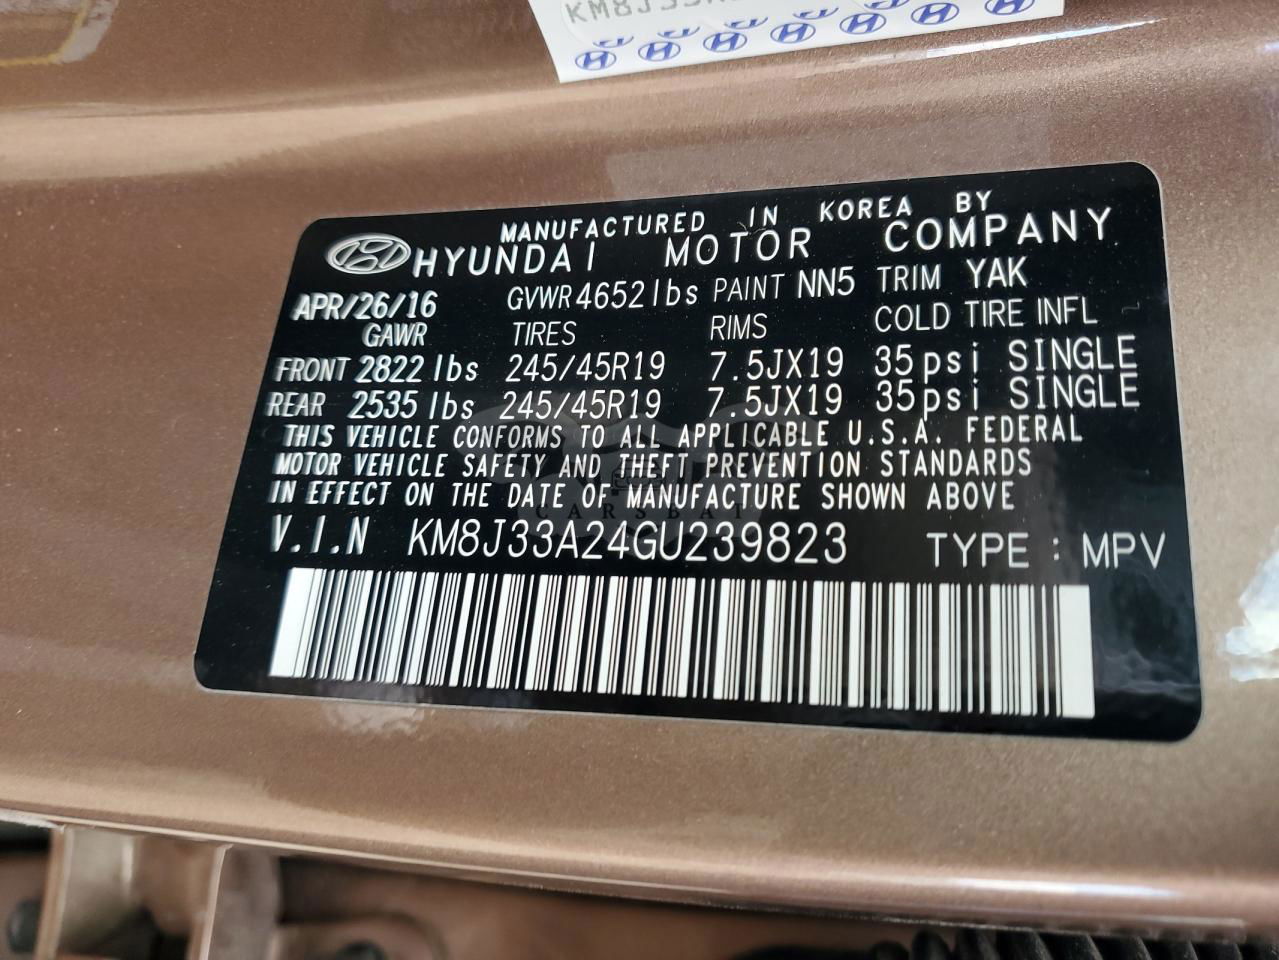 MANUFACTURED IN KOREA BY
HYUNDAI MOTOR COMPANY
APR/26/16 GVWR 4652 lbs PAINT NN5 TRIM YAK
GAWR TIRES RIMS COLD TIRE INFL
FRONT 2822 lbs 245/45R19 7.5JX19 35psi SINGLE
REAR 2535 lbs 245/45R19 7.5JX19 35psi SINGLE
THIS VEHICLE CONFORMS TO ALL APPLICABLE U.S.A. FEDERAL
MOTOR VEHICLE SAFETY AND THEFT PREVENTION STANDARDS
IN EFFECT ON THE DATE OF MANUFACTURE SHOWN ABOVE
CARSBAT
V.I.N KM8J33A24GU239823 TYPE : MPV